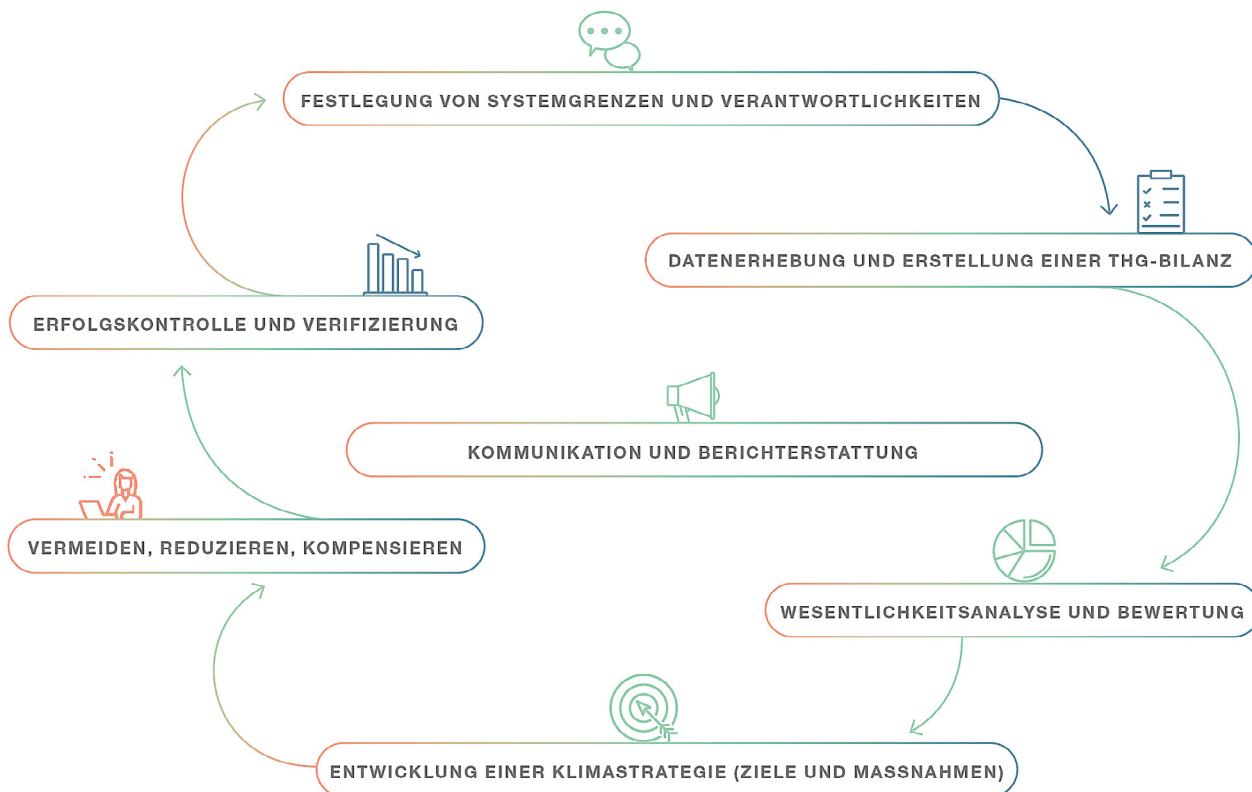 FESTLEGUNG VON SYSTEMGRENZEN UND VERANTWORTLICHKEITEN
DATENERHEBUNG UND ERSTELLUNG EINER THG-BILANZ
ERFOLGSKONTROLLE UND VERIFIZIERUNG
KOMMUNIKATION UND BERICHTERSTATTUNG
VERMEIDEN, REDUZIEREN, KOMPENSIEREN
WESENTLICHKEITSANALYSE UND BEWERTUNG
ENTWICKLUNG EINER KLIMASTRATEGIE (ZIELE UND MASSNAHMEN)